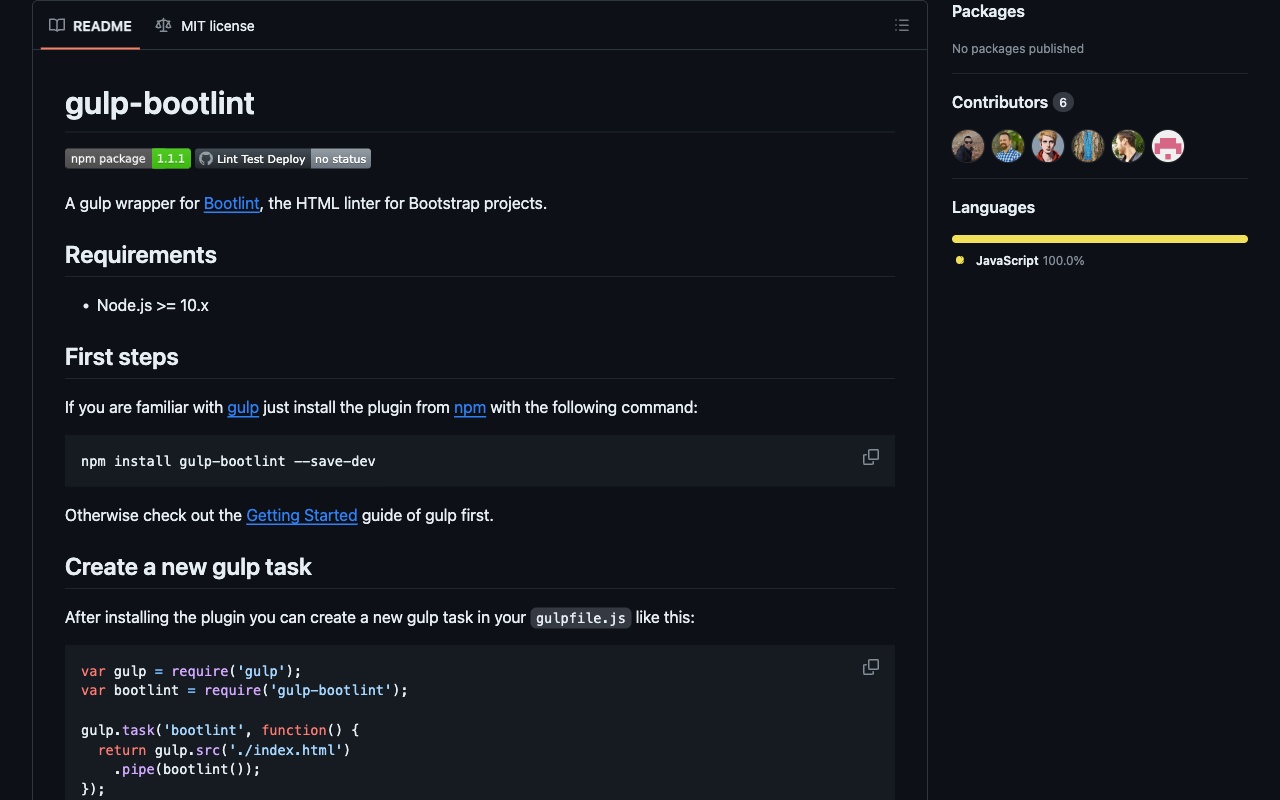 README
MIT license
gulp-bootlint
npm package 1.1.1 Lint Test Deploy no status
A gulp wrapper for Bootlint, the HTML linter for Bootstrap projects.
Requirements
• Node.js >= 10.x
First steps
If you are familiar with gulp just install the plugin from npm with the following command:
npm install gulp-bootlint --save-dev
Otherwise check out the Getting Started guide of gulp first.
Create a new gulp task
After installing the plugin you can create a new gulp task in your gulpfile.js like this:
var gulp = require('gulp');
var bootlint = require('gulp-bootlint');
gulp.task('bootlint', function() {
  return gulp.src('./index.html')
    .pipe(bootlint());
});
Packages
No packages published
Contributors 6
Languages
JavaScript 100.0%